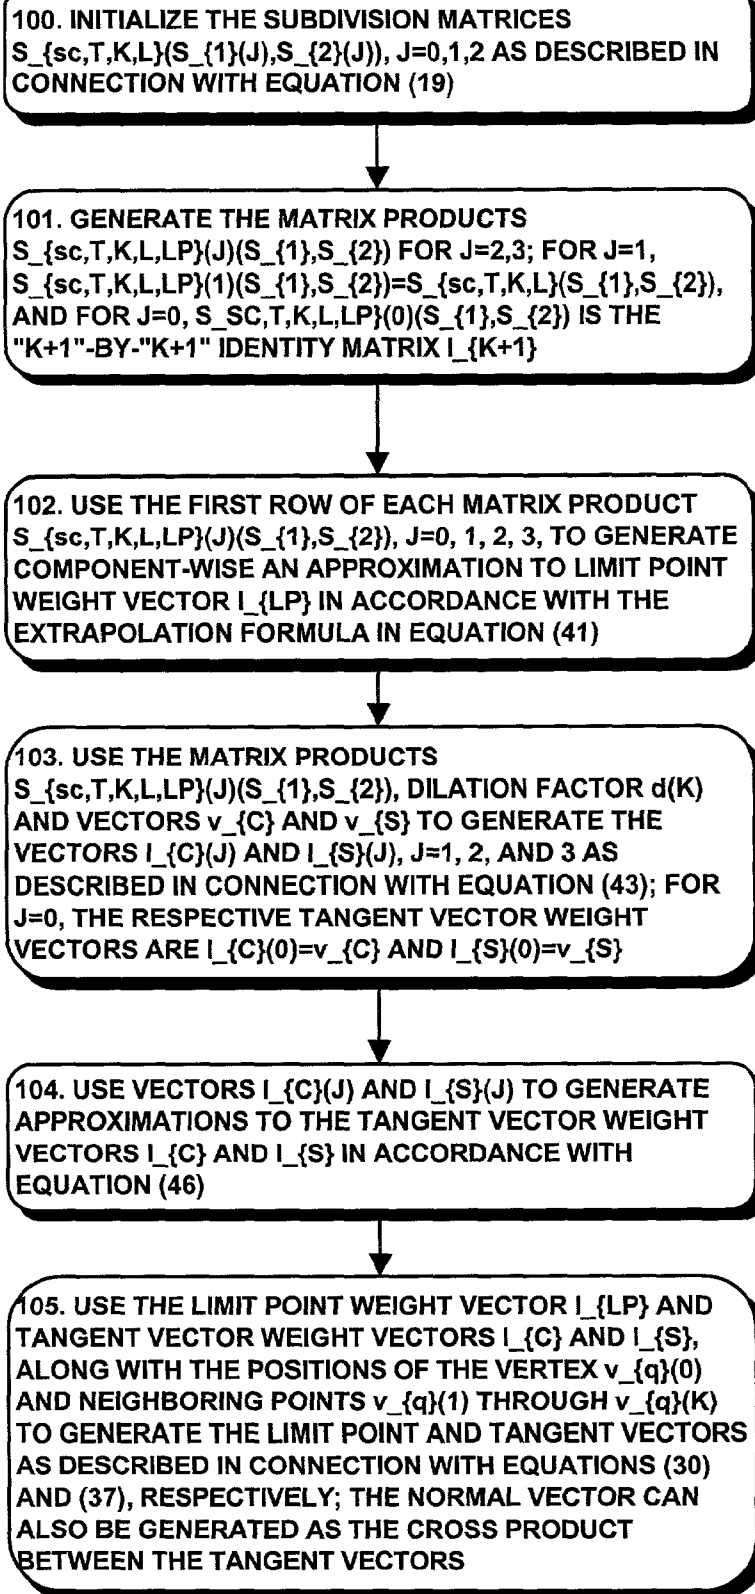 100. INITIALIZE THE SUBDIVISION MATRICES
S_{sc,T,K,L}(S_{1}(J),S_{2}(J)), J=0,1,2 AS DESCRIBED IN
CONNECTION WITH EQUATION (19)
101. GENERATE THE MATRIX PRODUCTS
S_{sc,T,K,L,LP}(J)(S_{1},S_{2}) FOR J=2,3; FOR J=1,
S_{sc,T,K,L,LP}(1)(S_{1},S_{2})=S_{sc,T,K,L}(S_{1},S_{2}),
AND FOR J=0, S_SC,T,K,L,LP}(0)(S_{1},S_{2}) IS THE
"K+1"-BY-"K+1" IDENTITY MATRIX I_{K+1}
102. USE THE FIRST ROW OF EACH MATRIX PRODUCT
S_{sc,T,K,L,LP}(J)(S_{1},S_{2}), J=0, 1, 2, 3, TO GENERATE
COMPONENT-WISE AN APPROXIMATION TO LIMIT POINT
WEIGHT VECTOR l_{LP} IN ACCORDANCE WITH THE
EXTRAPOLATION FORMULA IN EQUATION (41)
103. USE THE MATRIX PRODUCTS
S_{sc,T,K,L,LP}(J)(S_{1},S_{2}), DILATION FACTOR d(K)
AND VECTORS v_{C} AND v_{S} TO GENERATE THE
VECTORS l_{C}(J) AND l_{S}(J), J=1, 2, AND 3 AS
DESCRIBED IN CONNECTION WITH EQUATION (43); FOR
J=0, THE RESPECTIVE TANGENT VECTOR WEIGHT
VECTORS ARE l_{C}(0)=v_{C} AND l_{S}(0)=v_{S}
104. USE VECTORS l_{C}(J) AND l_{S}(J) TO GENERATE
APPROXIMATIONS TO THE TANGENT VECTOR WEIGHT
VECTORS l_{C} AND l_{S} IN ACCORDANCE WITH
EQUATION (46)
105. USE THE LIMIT POINT WEIGHT VECTOR l_{LP} AND
TANGENT VECTOR WEIGHT VECTORS l_{C} AND l_{S},
ALONG WITH THE POSITIONS OF THE VERTEX v_{q}(0)
AND NEIGHBORING POINTS v_{q}(1) THROUGH v_{q}(K)
TO GENERATE THE LIMIT POINT AND TANGENT VECTORS
AS DESCRIBED IN CONNECTION WITH EQUATIONS (30)
AND (37), RESPECTIVELY; THE NORMAL VECTOR CAN
ALSO BE GENERATED AS THE CROSS PRODUCT
BETWEEN THE TANGENT VECTORS